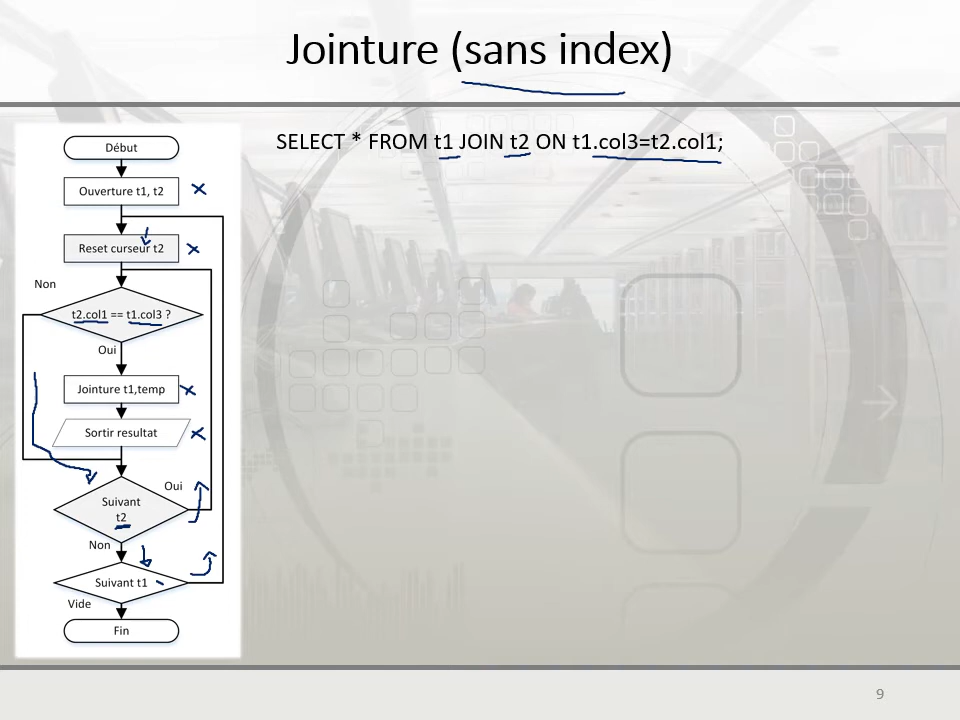 Jointure (sans index)
SELECT * FROM t1 JOIN t2 ON t1.col3=t2.col1;
Début
Ouverture t1, t2
Reset curseur t2
Non
t2.col1 == t1.col3 ?
Oui
Jointure t1,temp
Sortir resultat
Oui
Suivant
t2
Non
Suivant t1
Vide
Fin
9